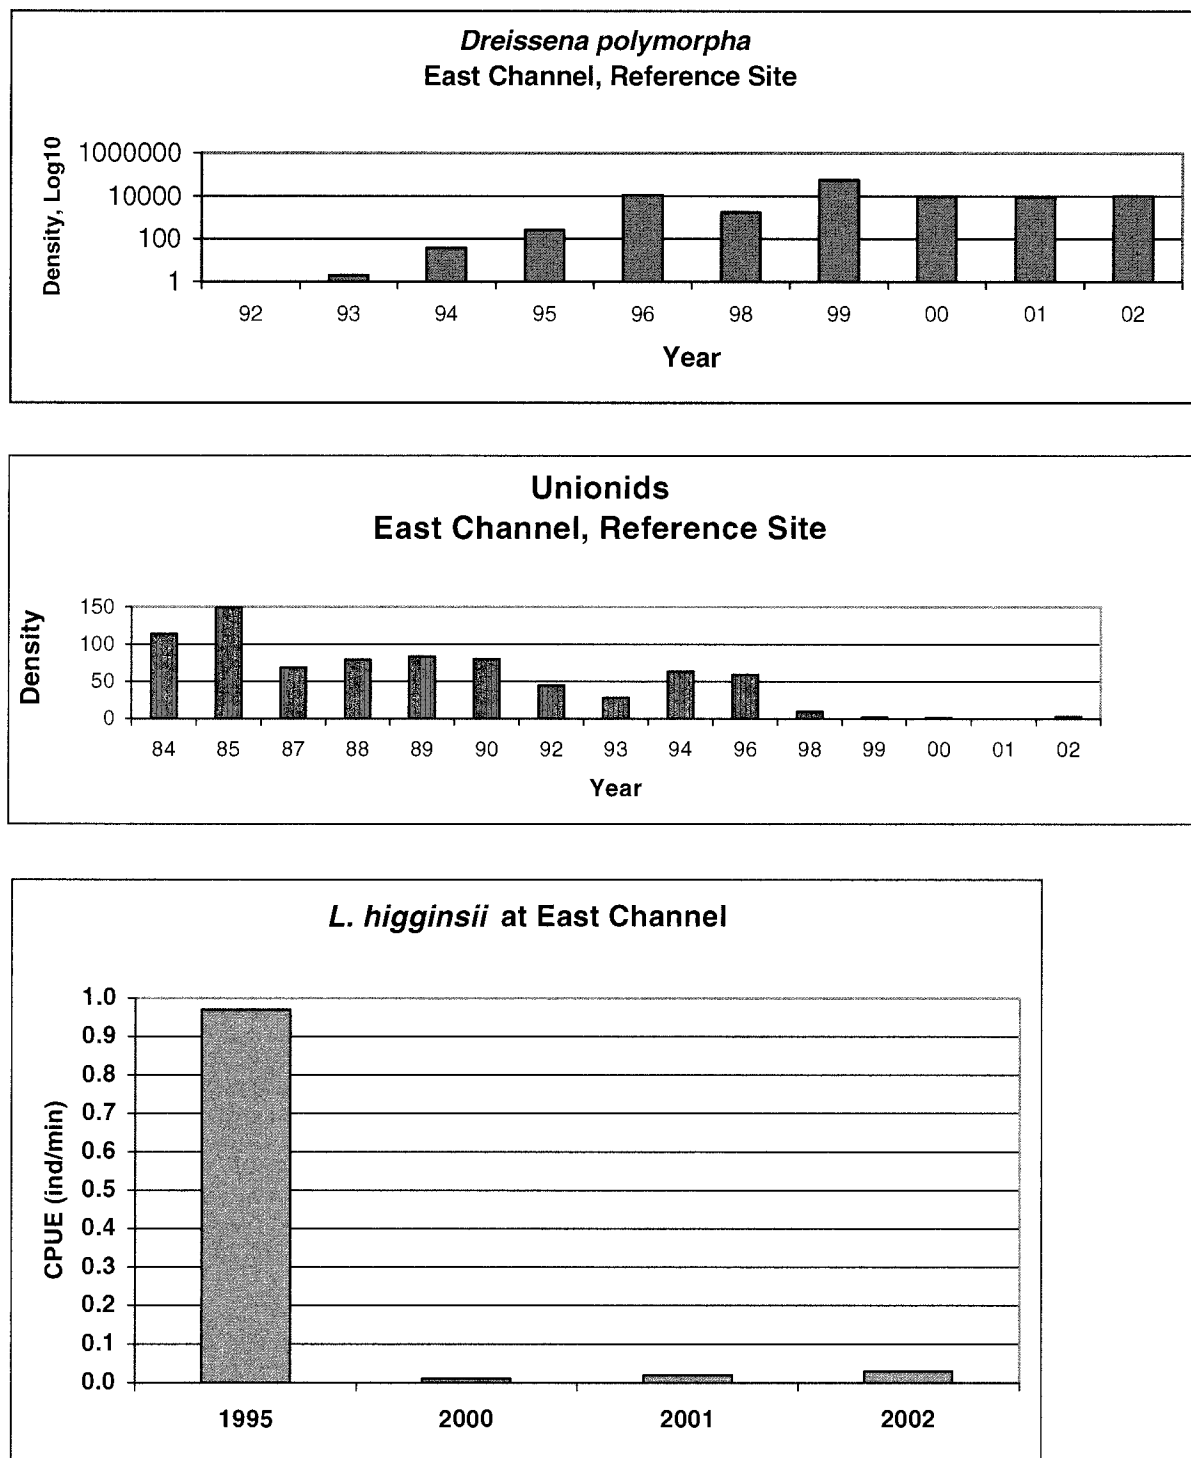 Dreissena polymorpha
East Channel, Reference Site
Density, Log10
1000000
10000
100
1
92 93 94 95 96 98 99 00 01 02
Year
Unionids
East Channel, Reference Site
Density
150
100
50
0
84 85 87 88 89 90 92 93 94 96 98 99 00 01 02
Year
L. higginsii at East Channel
CPUE (ind/min)
1.0
0.9
0.8
0.7
0.6
0.5
0.4
0.3
0.2
0.1
0.0
1995 2000 2001 2002